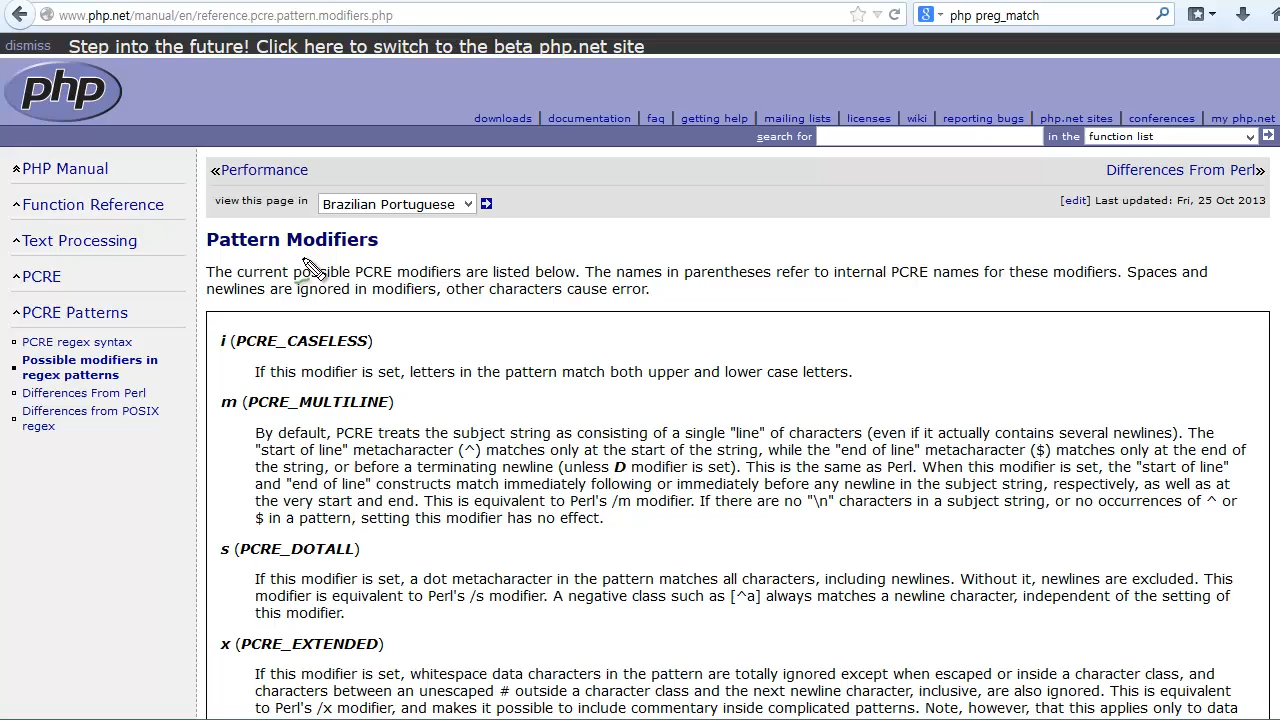 www.php.net/manual/en/reference.pcre.pattern.modifiers.php
php preg_match
dismiss Step into the future! Click here to switch to the beta php.net site
php
downloads | documentation | faq | getting help | mailing lists | licenses | wiki | reporting bugs | php.net sites | conferences | my php.net
search for in the function list
PHP Manual
Function Reference
Text Processing
PCRE
PCRE Patterns
PCRE regex syntax
Possible modifiers in
regex patterns
Differences From Perl
Differences from POSIX
regex
«Performance
Differences From Perl»
view this page in Brazilian Portuguese
[edit] Last updated: Fri, 25 Oct 2013
Pattern Modifiers
The current possible PCRE modifiers are listed below. The names in parentheses refer to internal PCRE names for these modifiers. Spaces and
newlines are ignored in modifiers, other characters cause error.
i (PCRE_CASELESS)
If this modifier is set, letters in the pattern match both upper and lower case letters.
m (PCRE_MULTILINE)
By default, PCRE treats the subject string as consisting of a single "line" of characters (even if it actually contains several newlines). The
"start of line" metacharacter (^) matches only at the start of the string, while the "end of line" metacharacter ($) matches only at the end of
the string, or before a terminating newline (unless D modifier is set). This is the same as Perl. When this modifier is set, the "start of line"
and "end of line" constructs match immediately following or immediately before any newline in the subject string, respectively, as well as at
the very start and end. This is equivalent to Perl's /m modifier. If there are no "\n" characters in a subject string, or no occurrences of ^ or
$ in a pattern, setting this modifier has no effect.
s (PCRE_DOTALL)
If this modifier is set, a dot metacharacter in the pattern matches all characters, including newlines. Without it, newlines are excluded. This
modifier is equivalent to Perl's /s modifier. A negative class such as [^a] always matches a newline character, independent of the setting of
this modifier.
x (PCRE_EXTENDED)
If this modifier is set, whitespace data characters in the pattern are totally ignored except when escaped or inside a character class, and
characters between an unescaped # outside a character class and the next newline character, inclusive, are also ignored. This is equivalent
to Perl's /x modifier, and makes it possible to include commentary inside complicated patterns. Note, however, that this applies only to data